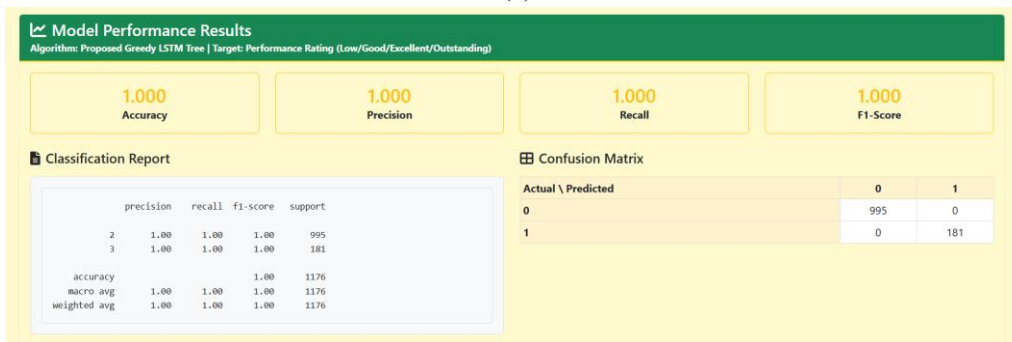 Model Performance Results
Algorithm: Proposed Greedy LSTM Tree | Target: Performance Rating (Low/Good/Excellent/Outstanding)
1.000 1.000 1.000 1.000
Accuracy Precision Recall F1-Score
Classification Report
precision recall f1-score support
2 1.00 1.00 1.00 995
3 1.00 1.00 1.00 181
accuracy 1.00 1176
macro avg 1.00 1.00 1.00 1176
weighted avg 1.00 1.00 1.00 1176
Confusion Matrix
Actual \ Predicted 0 1
0 995 0
1 0 181